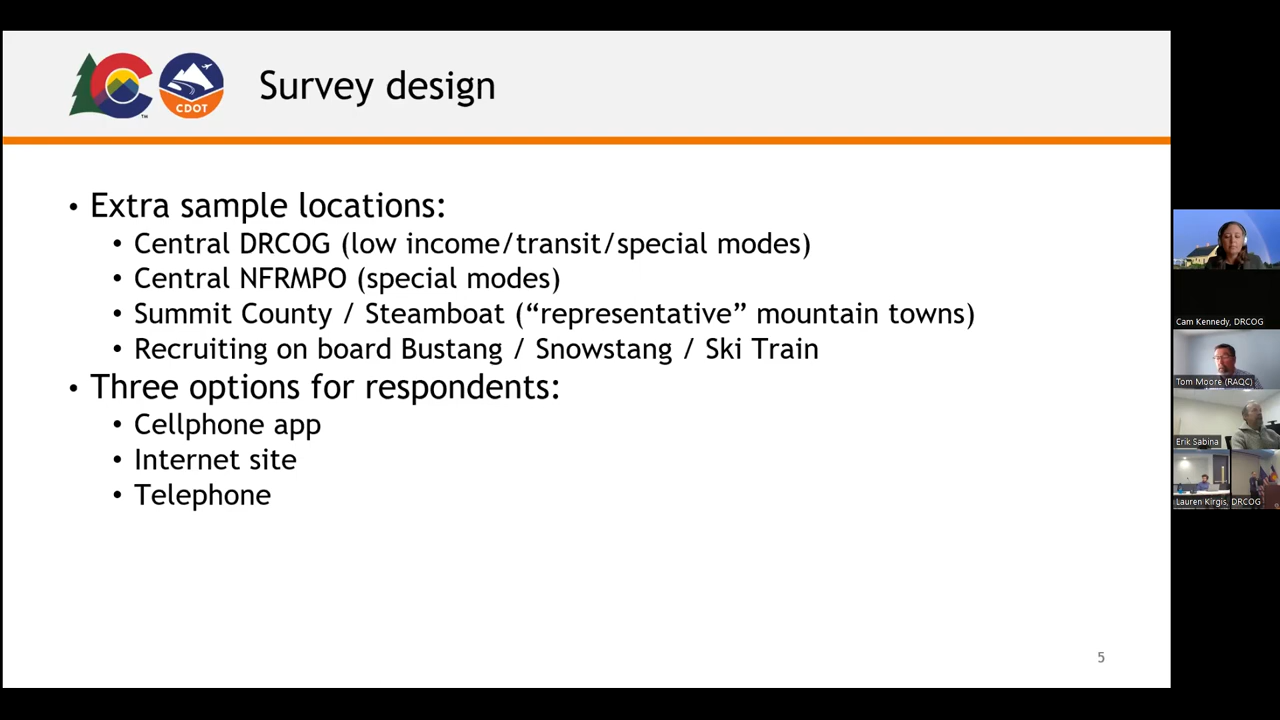 CDOT
TM
Survey design
• Extra sample locations:
• Central DRCOG (low income/transit/special modes)
• Central NFRMPO (special modes)
• Summit County / Steamboat (“representative” mountain towns)
• Recruiting on board Bustang / Snowstang / Ski Train
• Three options for respondents:
• Cellphone app
• Internet site
• Telephone
5
Cam Kennedy, DRCOG
Tom Moore (RAQC)
Erik Sabina
Lauren Kirgis, DRCOG